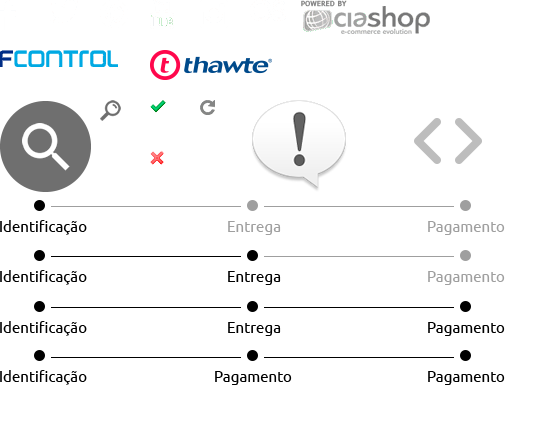 POWERED BY
ciashop
e-commerce evolution
FCONTROL
thawte
Identificação Entrega Pagamento
Identificação Entrega Pagamento
Identificação Entrega Pagamento
Identificação Pagamento Pagamento